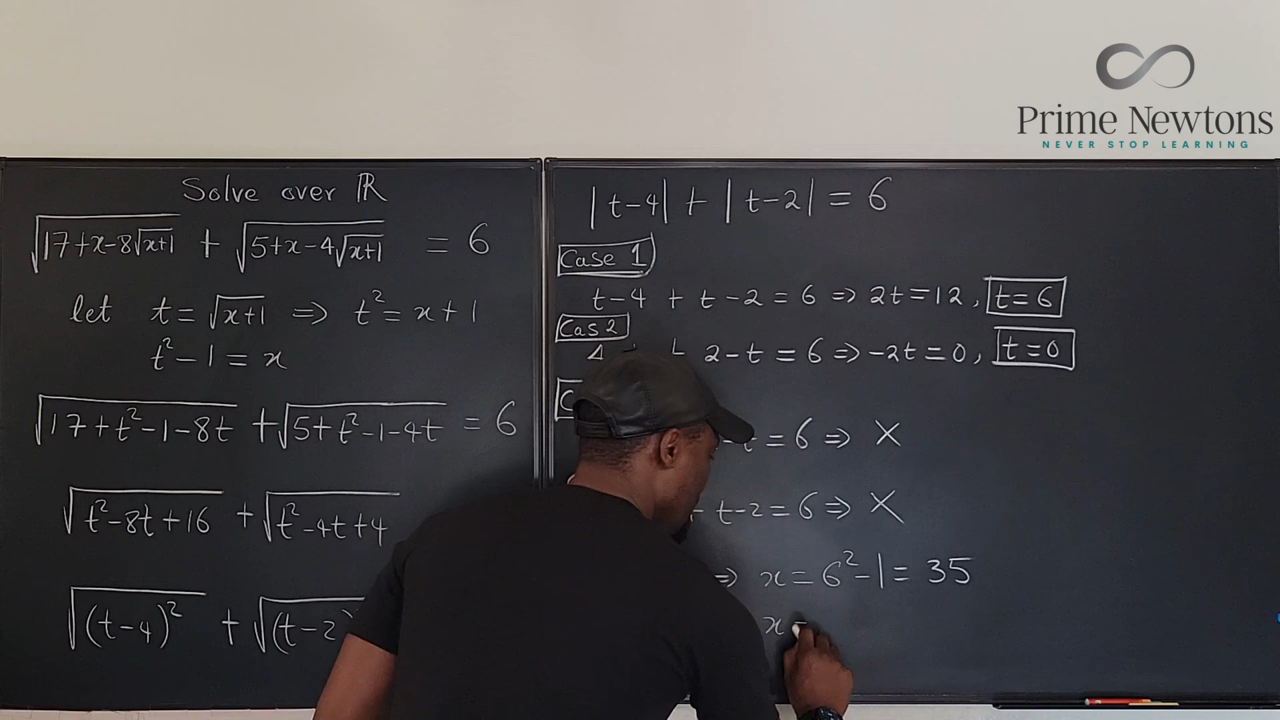 Prime Newtons
NEVER STOP LEARNING
Solve over ℝ
√(17+x-8√(x+1)) + √(5+x-4√(x+1)) = 6
let t = √(x+1) ⇒ t² = x+1
t²-1 = x
√(17+t²-1-8t) + √(5+t²-1-4t) = 6
√(t²-8t+16) + √(t²-4t+4)
√((t-4)²) + √((t-2)
|t-4| + |t-2| = 6
Case 1
t-4 + t-2 = 6 ⇒ 2t=12, t=6
Cas 2
2-t = 6 ⇒ -2t=0, t=0
-t = 6 ⇒ X
t-2 = 6 ⇒ X
⇒ x = 6²-1 = 35
x